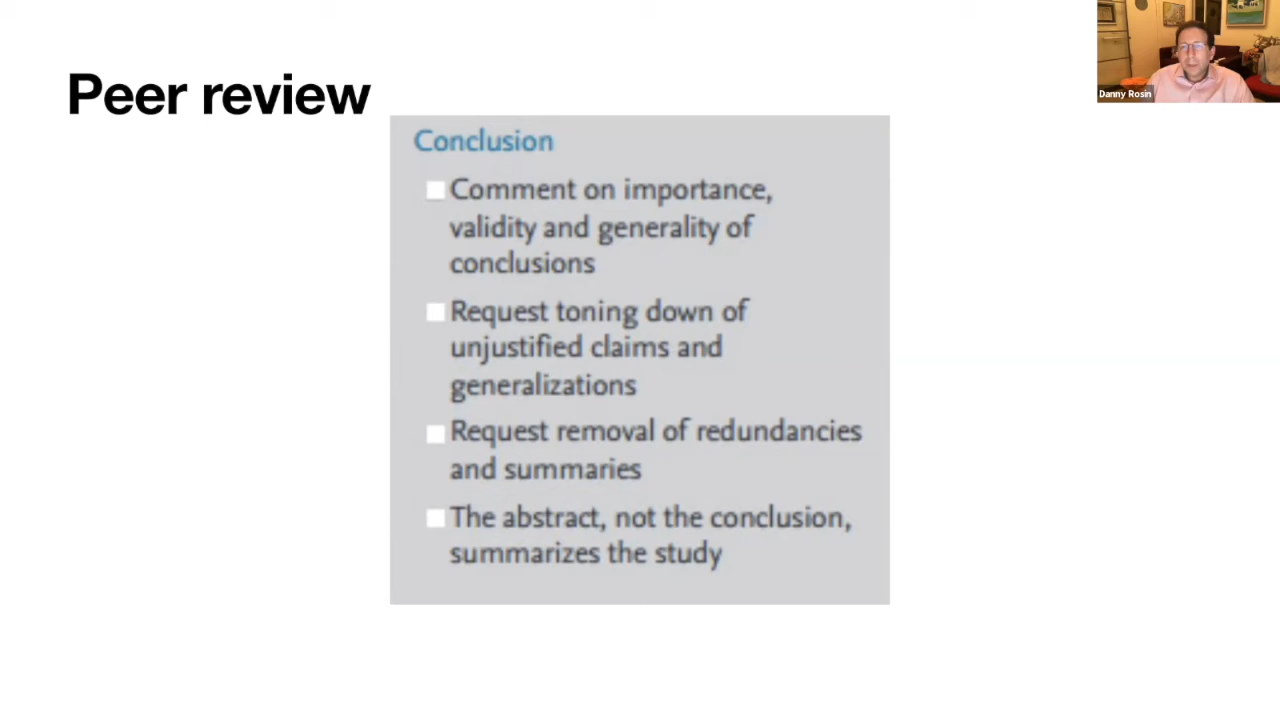 Peer review
Danny Rosin
Conclusion
Comment on importance,
validity and generality of
conclusions
Request toning down of
unjustified claims and
generalizations
Request removal of redundancies
and summaries
The abstract, not the conclusion,
summarizes the study